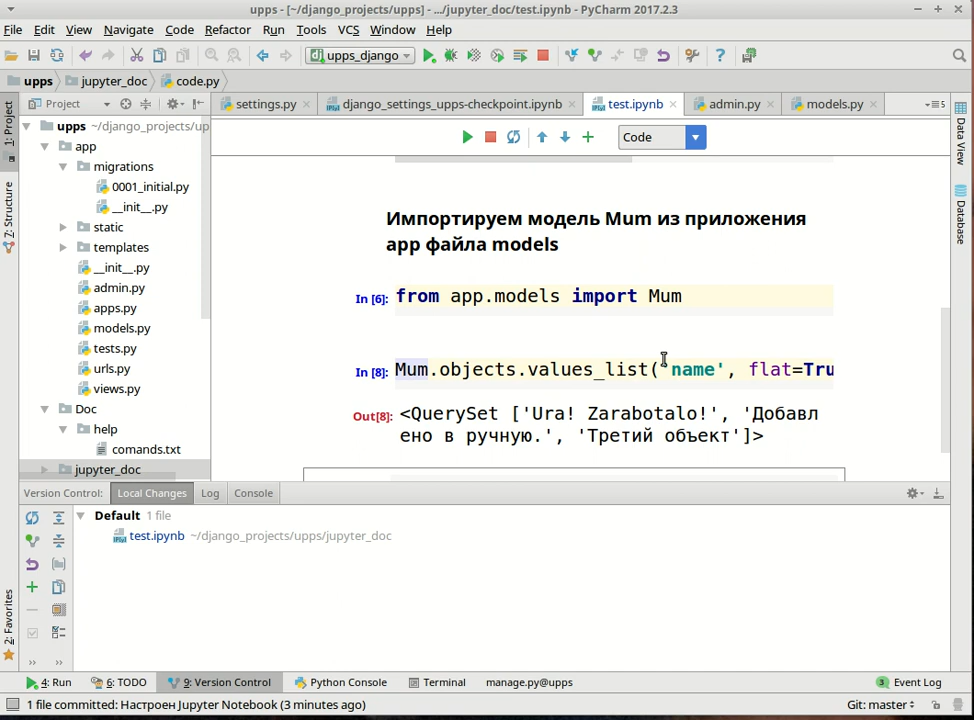 upps - [~/django_projects/upps] - .../jupyter_doc/test.ipynb - PyCharm 2017.2.3
File Edit View Navigate Code Refactor Run Tools VCS Window Help
upps_django
upps jupyter_doc code.py
1: Project
7: Structure
2: Favorites
Project
settings.py django_settings_upps-checkpoint.ipynb test.ipynb admin.py models.py
5
Data View
Database
upps ~/django_projects/up
app
migrations
0001_initial.py
__init__.py
static
templates
__init__.py
admin.py
apps.py
models.py
tests.py
urls.py
views.py
Doc
help
comands.txt
jupyter_doc
Code
Импортируем модель Mum из приложения
app файла models
In [6]: from app.models import Mum
In [8]: Mum.objects.values_list('name', flat=Tru
Out[8]: <QuerySet ['Ura! Zarabotalo!', 'Добавл
ено в ручную.', 'Третий объект']>
Version Control: Local Changes Log Console
Default 1 file
test.ipynb ~/django_projects/upps/jupyter_doc
4: Run 6: TODO 9: Version Control Python Console Terminal manage.py@upps 3 Event Log
1 file committed: Настроен Jupyter Notebook (3 minutes ago) Git: master